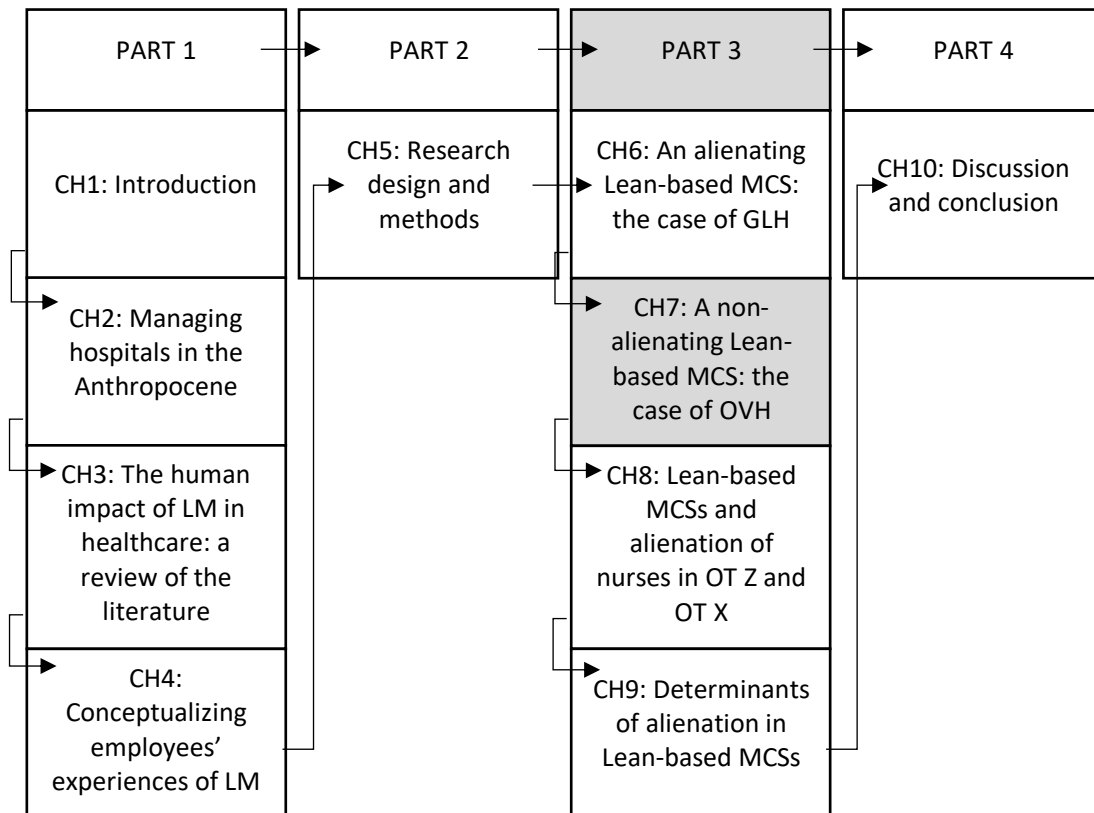 PART 1
PART 2
PART 3
PART 4
CH1: Introduction
CH2: Managing
hospitals in the
Anthropocene
CH3: The human
impact of LM in
healthcare: a
review of the
literature
CH4:
Conceptualizing
employees’
experiences of LM
CH5: Research
design and
methods
CH6: An alienating
Lean-based MCS:
the case of GLH
CH7: A non-
alienating Lean-
based MCS: the
case of OVH
CH8: Lean-based
MCSs and
alienation of
nurses in OT Z and
OT X
CH9: Determinants
of alienation in
Lean-based MCSs
CH10: Discussion
and conclusion